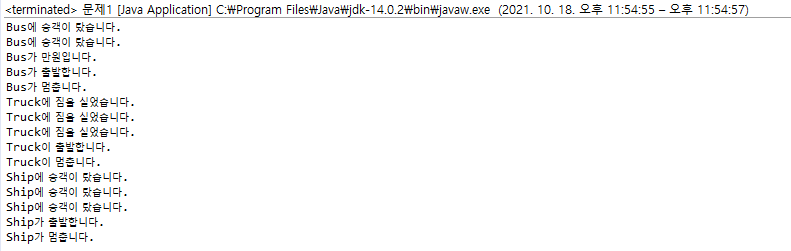 <terminated> 문제1 [Java Application] C:₩Program Files₩Java₩jdk-14.0.2₩bin₩javaw.exe (2021. 10. 18. 오후 11:54:55 – 오후 11:54:57)
Bus에 승객이 탔습니다.
Bus에 승객이 탔습니다.
Bus가 만원입니다.
Bus가 출발합니다.
Bus가 멈춥니다.
Truck에 짐을 실었습니다.
Truck에 짐을 실었습니다.
Truck에 짐을 실었습니다.
Truck이 출발합니다.
Truck이 멈춥니다.
Ship에 승객이 탔습니다.
Ship에 승객이 탔습니다.
Ship에 승객이 탔습니다.
Ship가 출발합니다.
Ship가 멈춥니다.